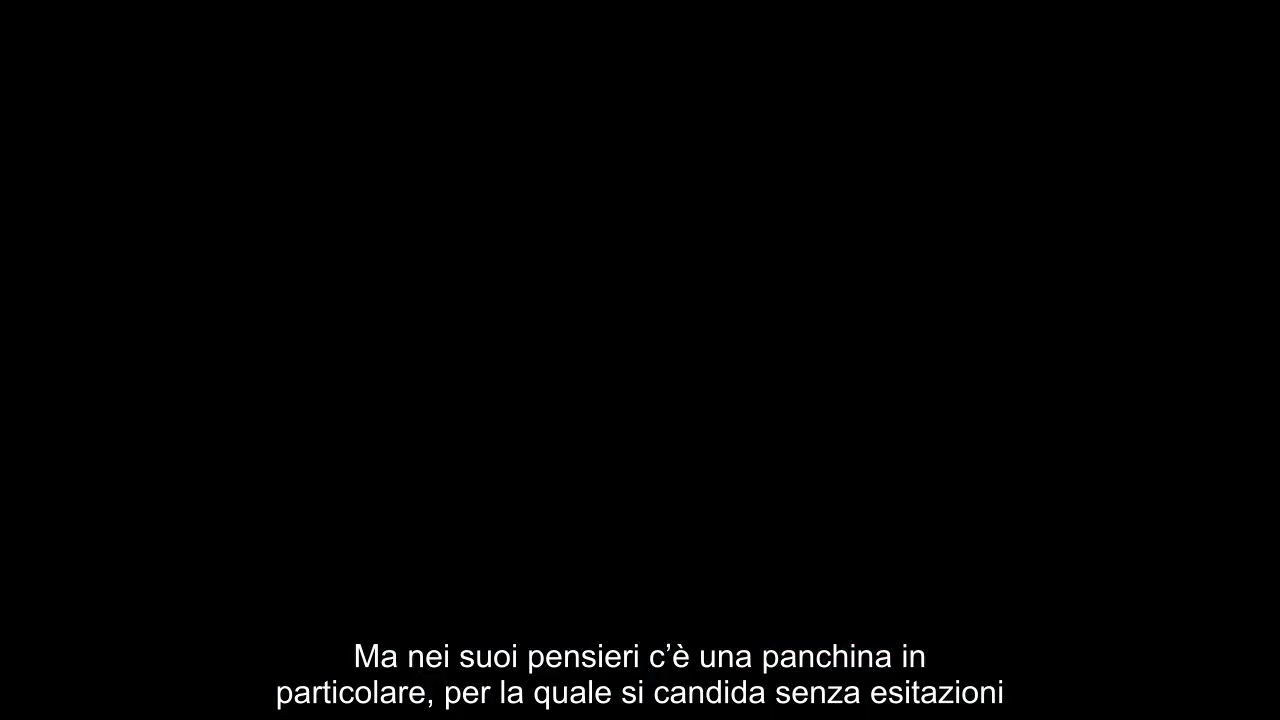 Ma nei suoi pensieri c’è una panchina in
particolare, per la quale si candida senza esitazioni